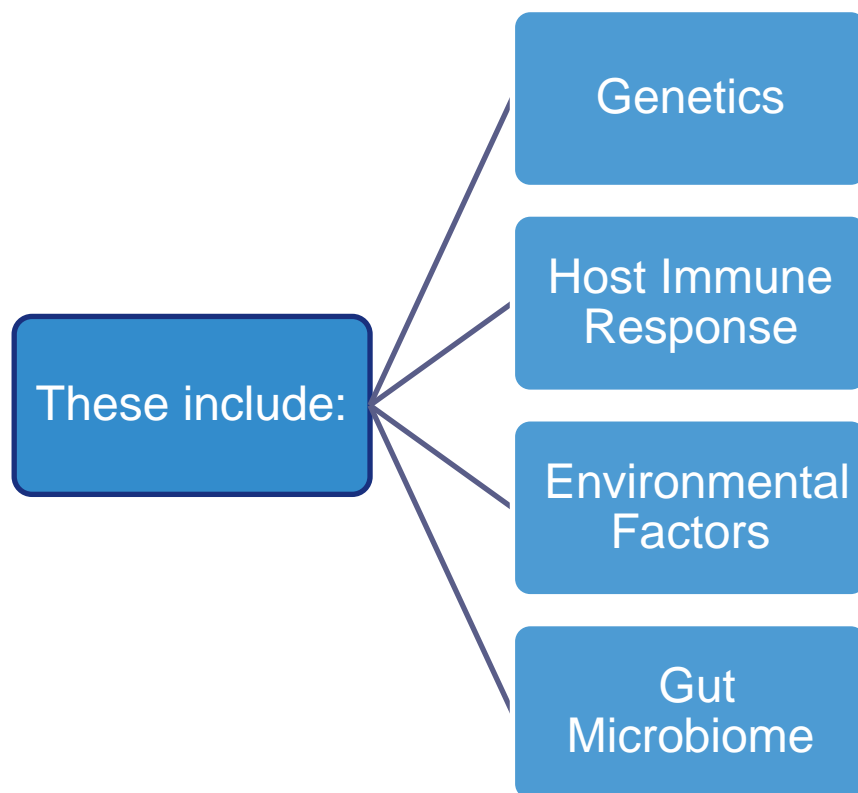 Genetics
Host Immune
Response
These include:
Environmental
Factors
Gut
Microbiome